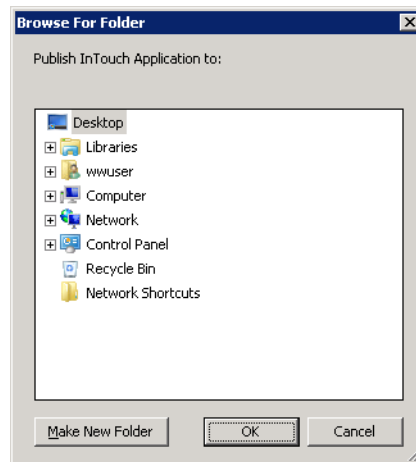 Browse For Folder
Publish InTouch Application to:
Desktop
Libraries
wwuser
Computer
Network
Control Panel
Recycle Bin
Network Shortcuts
Make New Folder
OK
Cancel